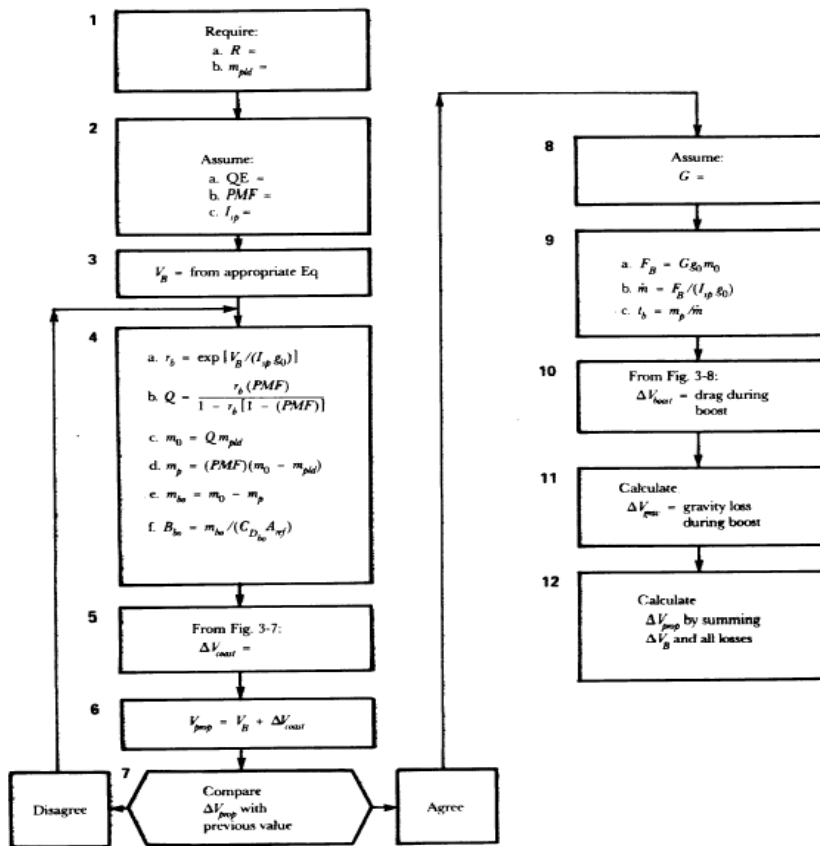 1
Require:
a. R =
b. m_pld =
2
Assume:
a. QE =
b. PMF =
c. I_sp =
3
V_B = from appropriate Eq
4
a. r_b = exp [V_B/(I_sp g_0)]
b. Q = r_b (PMF) / 1 − r_b [1 − (PMF)]
c. m_0 = Q m_pld
d. m_p = (PMF)(m_0 − m_pld)
e. m_bo = m_0 − m_p
f. B_bo = m_bo/(C_D_bo A_ref)
5
From Fig. 3-7:
ΔV_coast =
6
V_prop = V_B + ΔV_coast
7
Compare
ΔV_prop with
previous value
Disagree
Agree
8
Assume:
G =
9
a. F_B = Gg_0 m_0
b. ṁ = F_B/(I_sp g_0)
c. t_b = m_p/ṁ
10
From Fig. 3-8:
ΔV_boost = drag during
boost
11
Calculate
ΔV_grav = gravity loss
during boost
12
Calculate
ΔV_prop by summing
ΔV_B and all losses